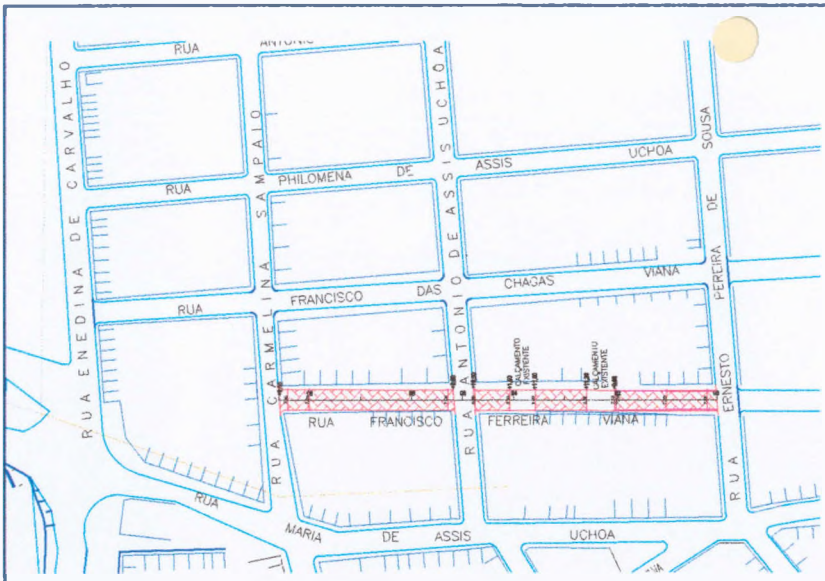 RUA ANTONIO
RUA ENEDINA DE CARVALHO
RUA CARMELINA SAMPAIO
RUA ANTONIO DE ASSIS UCHOA
RUA ERNESTO PEREIRA DE SOUSA
RUA PHILOMENA DE ASSIS UCHOA
RUA FRANCISCO DAS CHAGAS VIANA
CALÇAMENTO
EXISTENTE
CALÇAMENTO
EXISTENTE
RUA FRANCISCO FERREIRA VIANA
RUA MARIA DE ASSIS UCHOA